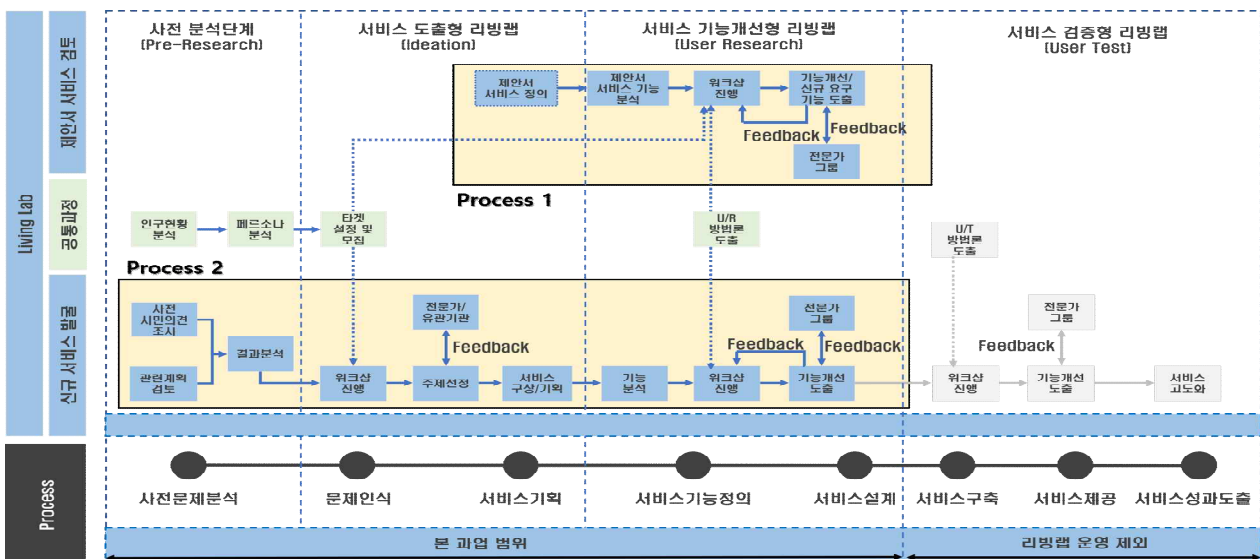 사전 분석단계
(Pre-Research)
서비스 도출형 리빙랩
(Ideation)
서비스 기능개선형 리빙랩
(User Research)
서비스 검증형 리빙랩
(User Test)
Living Lab
제안서 서비스 검토
제안서
서비스 정의
제안서
서비스 기능
분석
워크샵
진행
기능개선/
신규 요구
기능 도출
Feedback
Feedback
전문가
그룹
Process 1
공통과정
인구현황
분석
페르소나
분석
타겟
설정 및
모집
U/R
방법론
도출
U/T
방법론
도출
Process 2
신규 서비스 발굴
사전
시민의견
조사
관련계획
검토
결과분석
워크샵
진행
전문가/
유관기관
Feedback
주제선정
서비스
구상/기획
기능
분석
워크샵
진행
Feedback
전문가
그룹
Feedback
기능개선
도출
워크샵
진행
전문가
그룹
Feedback
기능개선
도출
서비스
고도화
Process
사전문제분석
문제인식
서비스기획
서비스기능정의
서비스설계
서비스구축
서비스제공
서비스성과도출
본 과업 범위
리빙랩 운영 제외